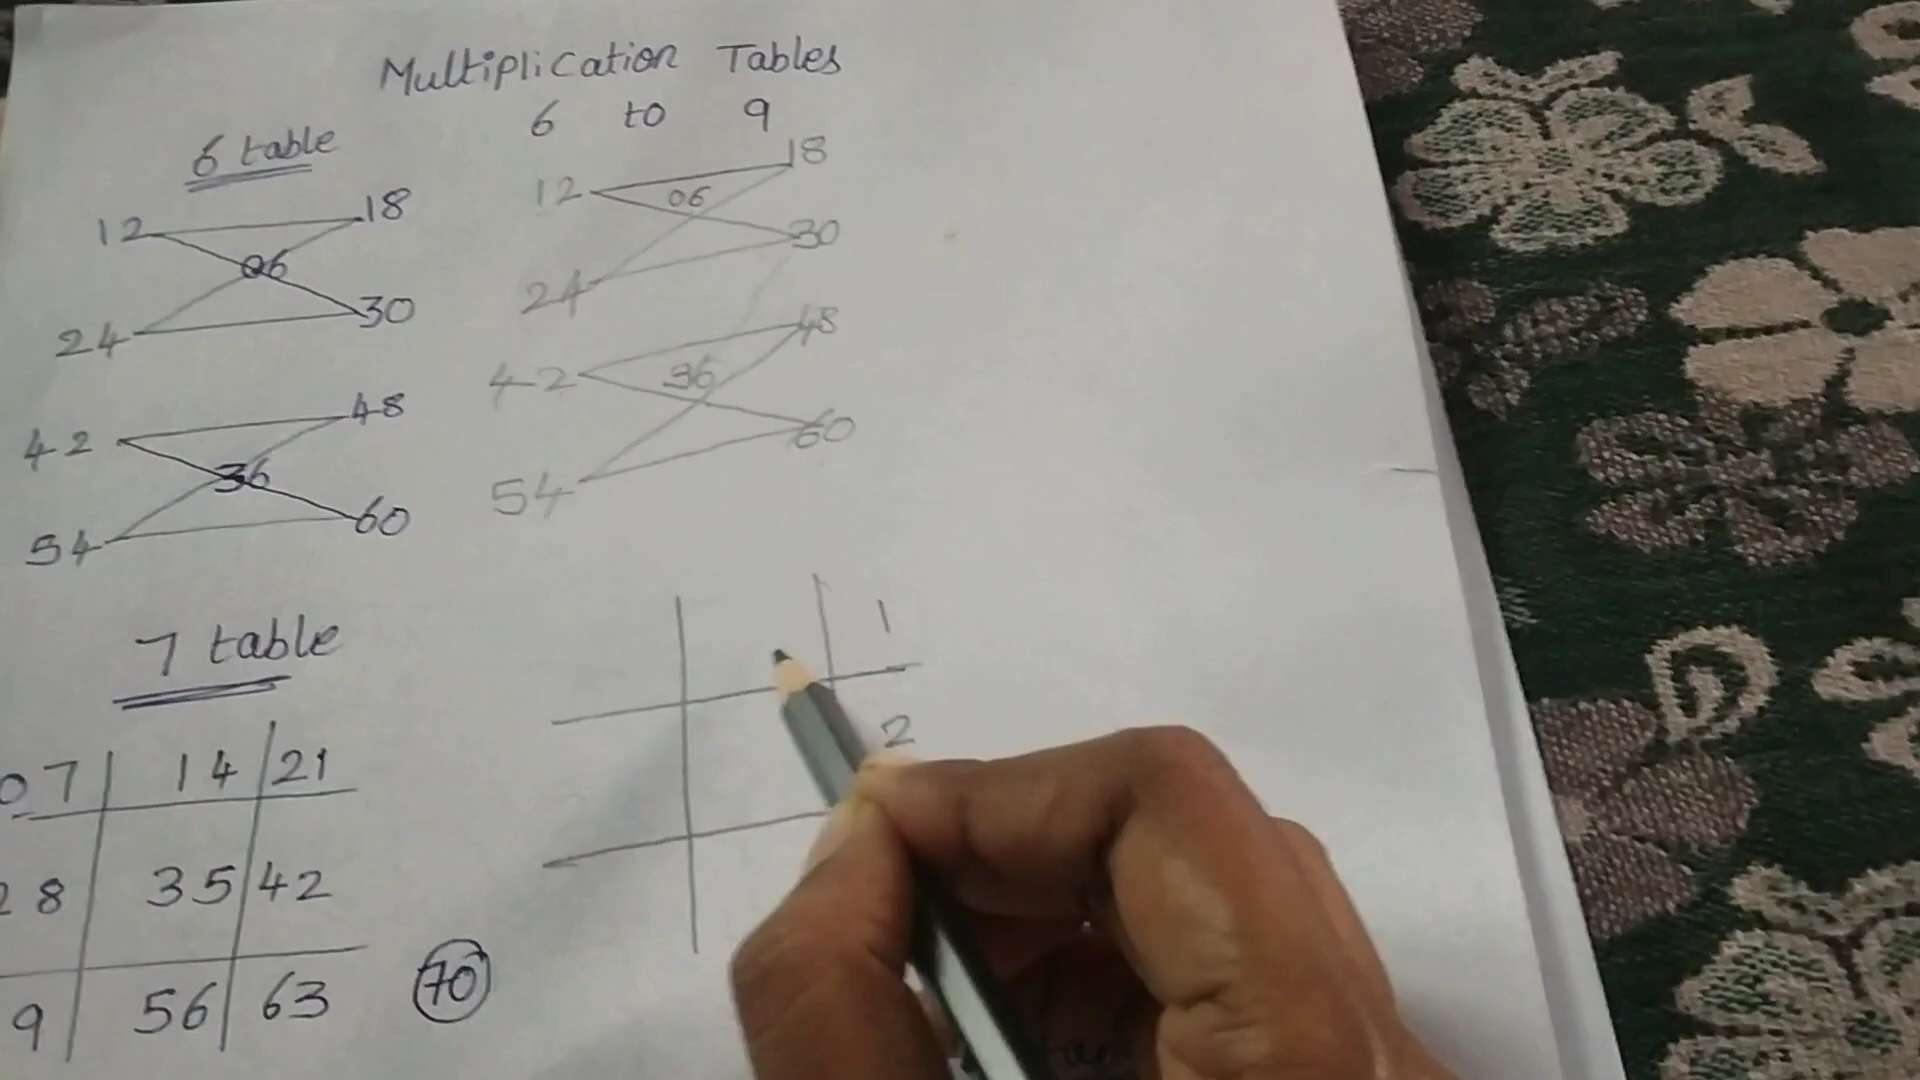 Multiplication Tables
6 to 9
6 table
12 18
06
24 30
42 48
36
54 60
12 18
06
24 30
42 48
36
54 60
7 table
07 14 21
28 35 42
9 56 63
70
1
2